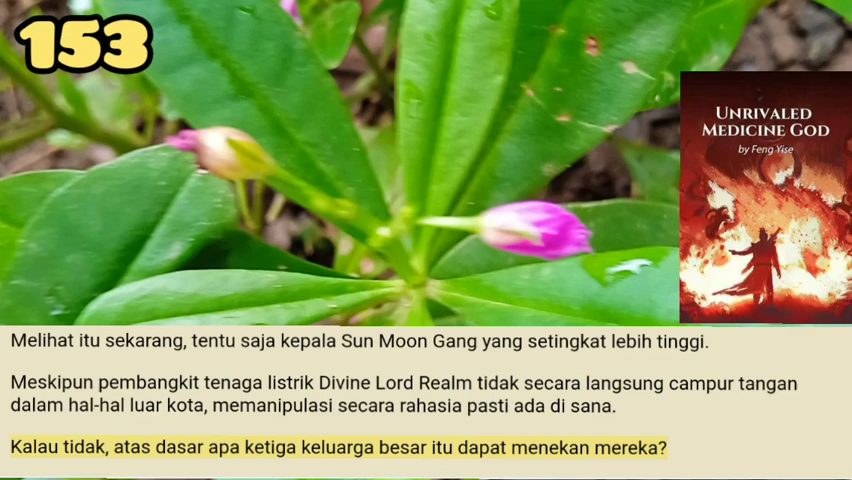 153
UNRIVALED
MEDICINE GOD
by Feng Yise
Melihat itu sekarang, tentu saja kepala Sun Moon Gang yang setingkat lebih tinggi.
Meskipun pembangkit tenaga listrik Divine Lord Realm tidak secara langsung campur tangan
dalam hal-hal luar kota, memanipulasi secara rahasia pasti ada di sana.
Kalau tidak, atas dasar apa ketiga keluarga besar itu dapat menekan mereka?